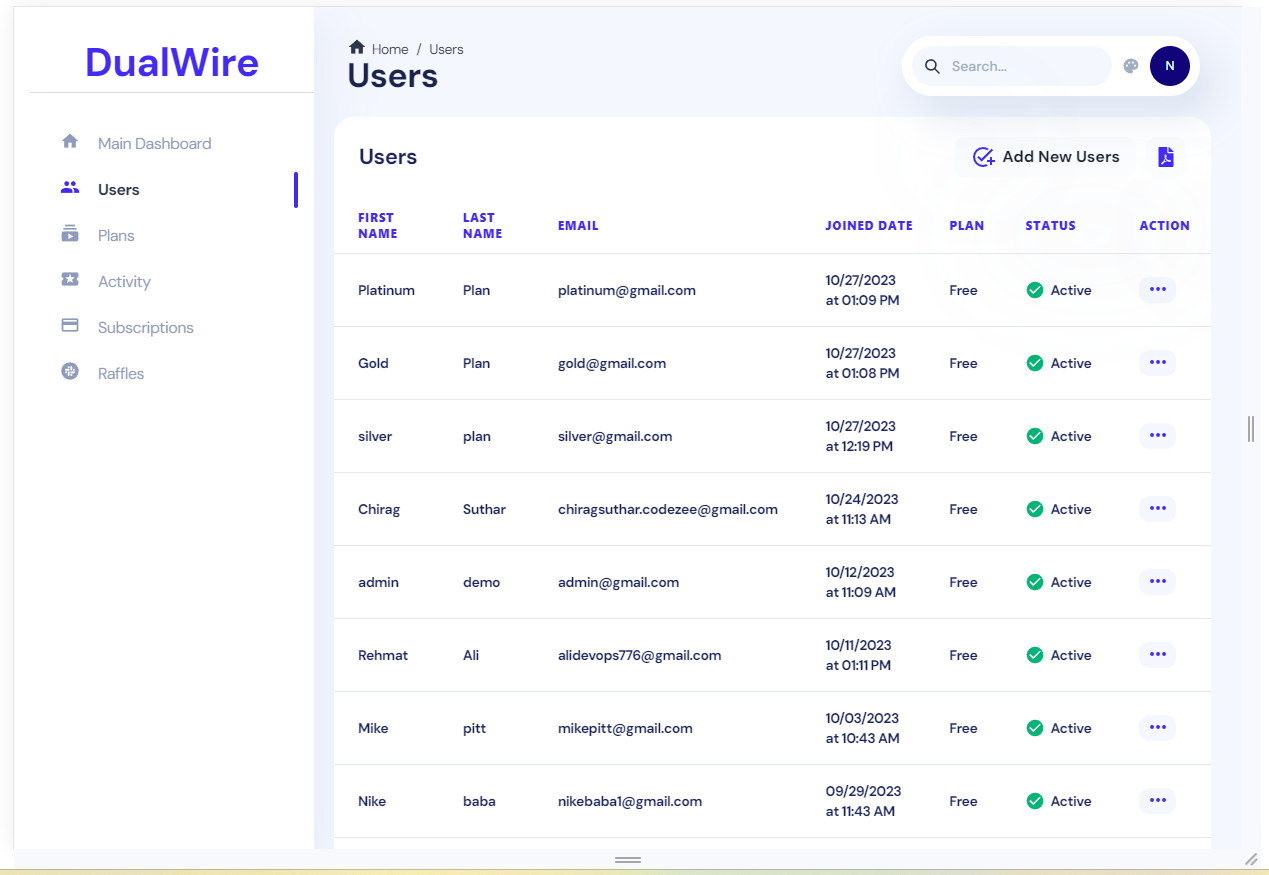 DualWire
Main Dashboard
Users
Plans
Activity
Subscriptions
Raffles
Home / Users
Users
Search...
N
Users
Add New Users
FIRST NAME LAST NAME EMAIL JOINED DATE PLAN STATUS ACTION
Platinum Plan platinum@gmail.com 10/27/2023 at 01:09 PM Free Active
Gold Plan gold@gmail.com 10/27/2023 at 01:08 PM Free Active
silver plan silver@gmail.com 10/27/2023 at 12:19 PM Free Active
Chirag Suthar chiragsuthar.codezee@gmail.com 10/24/2023 at 11:13 AM Free Active
admin demo admin@gmail.com 10/12/2023 at 11:09 AM Free Active
Rehmat Ali alidevops776@gmail.com 10/11/2023 at 01:11 PM Free Active
Mike pitt mikepitt@gmail.com 10/03/2023 at 10:43 AM Free Active
Nike baba nikebaba1@gmail.com 09/29/2023 at 11:43 AM Free Active